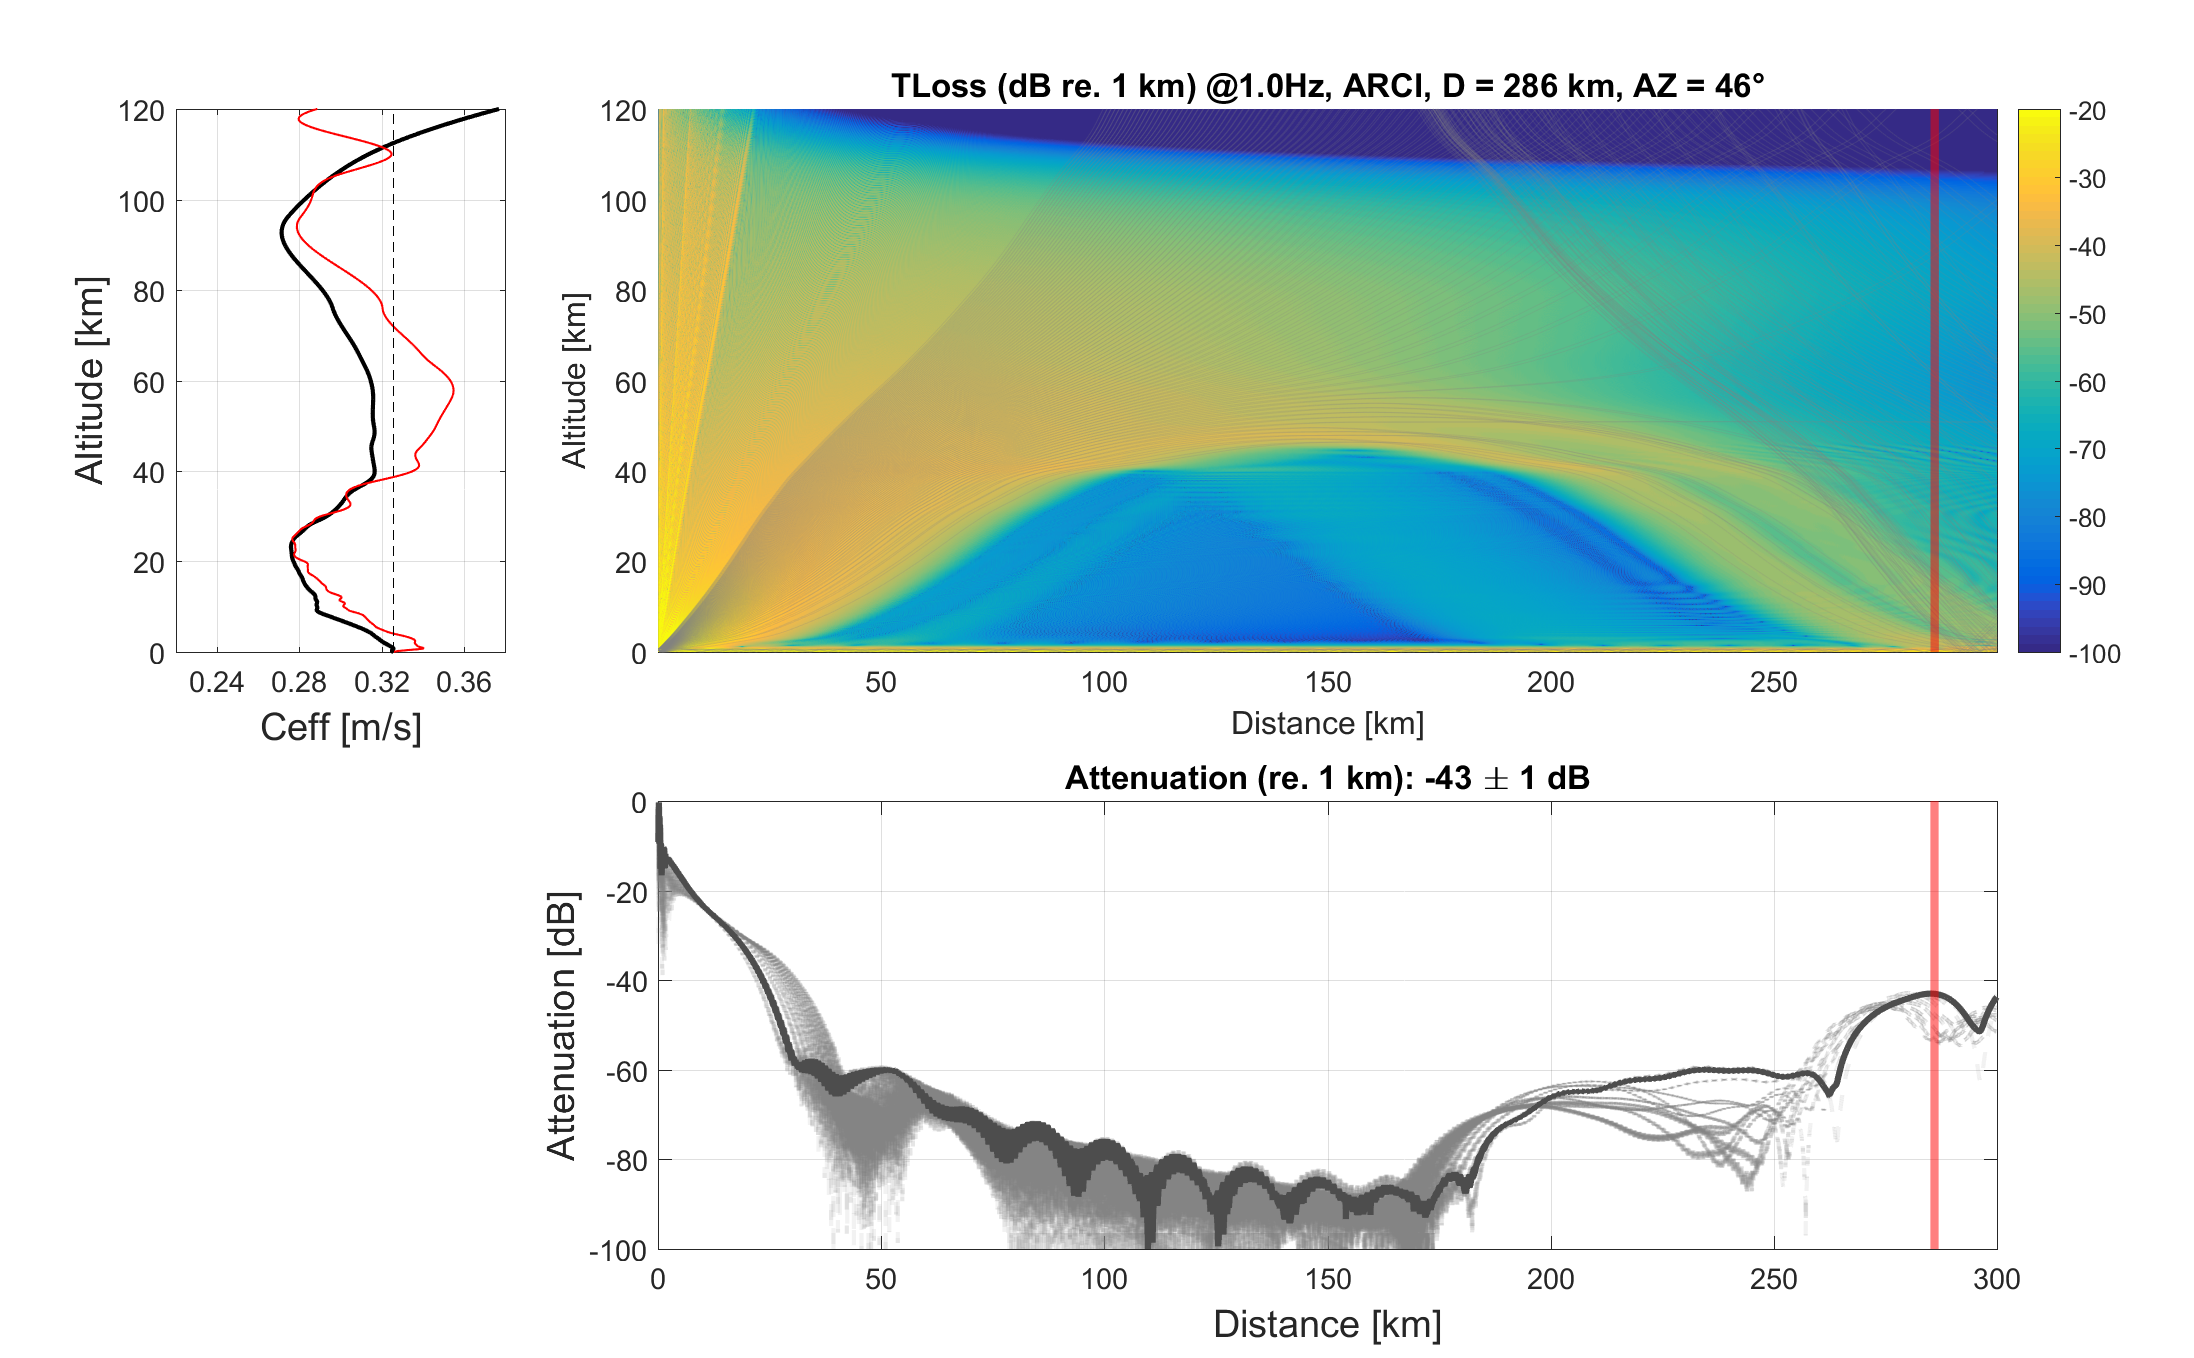 TLoss (dB re. 1 km) @1.0Hz, ARCI, D = 286 km, AZ = 46°
120
100
80
60
40
20
0
Altitude [km]
0.24 0.28 0.32 0.36
Ceff [m/s]
120
100
80
60
40
20
0
Altitude [km]
50 100 150 200 250
Distance [km]
-20
-30
-40
-50
-60
-70
-80
-90
-100
Attenuation (re. 1 km): -43 ± 1 dB
0
-20
-40
-60
-80
-100
Attenuation [dB]
0 50 100 150 200 250 300
Distance [km]